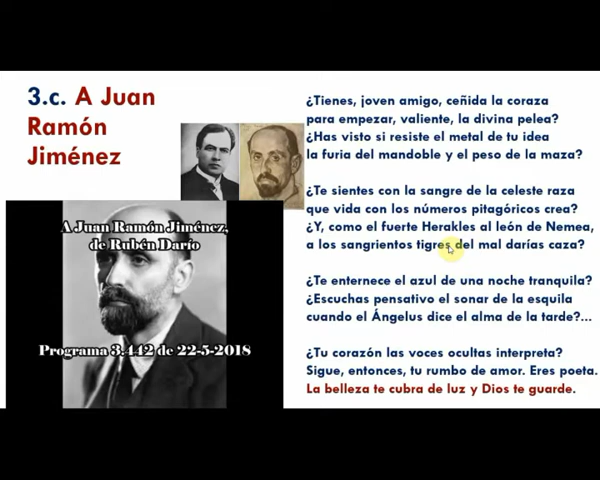 3.c. A Juan
Ramón
Jiménez
A Juan Ramón Jiménez,
de Rubén Darío
Programa 3.442 de 22-5-2018
¿Tienes, joven amigo, ceñida la coraza
para empezar, valiente, la divina pelea?
¿Has visto si resiste el metal de tu idea
la furia del mandoble y el peso de la maza?
¿Te sientes con la sangre de la celeste raza
que vida con los números pitagóricos crea?
¿Y, como el fuerte Herakles al león de Nemea,
a los sangrientos tigres del mal darías caza?
¿Te enternece el azul de una noche tranquila?
¿Escuchas pensativo el sonar de la esquila
cuando el Ángelus dice el alma de la tarde?...
¿Tu corazón las voces ocultas interpreta?
Sigue, entonces, tu rumbo de amor. Eres poeta.
La belleza te cubra de luz y Dios te guarde.